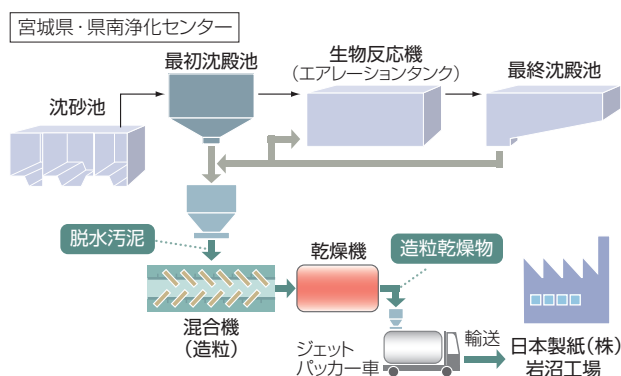 宮城県・県南浄化センター
最初沈殿池
生物反応機
(エアレーションタンク)
最終沈殿池
沈砂池
脱水汚泥
乾燥機
造粒乾燥物
混合機
(造粒)
ジェット
パッカー車
輸送
日本製紙(株)
岩沼工場